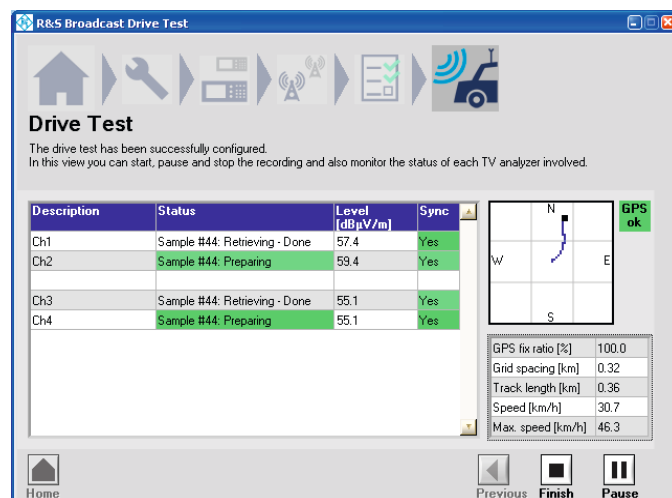 R&S Broadcast Drive Test
Drive Test
The drive test has been successfully configured.
In this view you can start, pause and stop the recording and also monitor the status of each TV analyzer involved.
Description Status Level [dBµV/m] Sync
Ch1 Sample #44: Retrieving - Done 57.4 Yes
Ch2 Sample #44: Preparing 59.4 Yes
Ch3 Sample #44: Retrieving - Done 55.1 Yes
Ch4 Sample #44: Preparing 55.1 Yes
N
W E
S
GPS
ok
GPS fix ratio [%] 100.0
Grid spacing [km] 0.32
Track length [km] 0.36
Speed [km/h] 30.7
Max. speed [km/h] 46.3
Home Previous Finish Pause